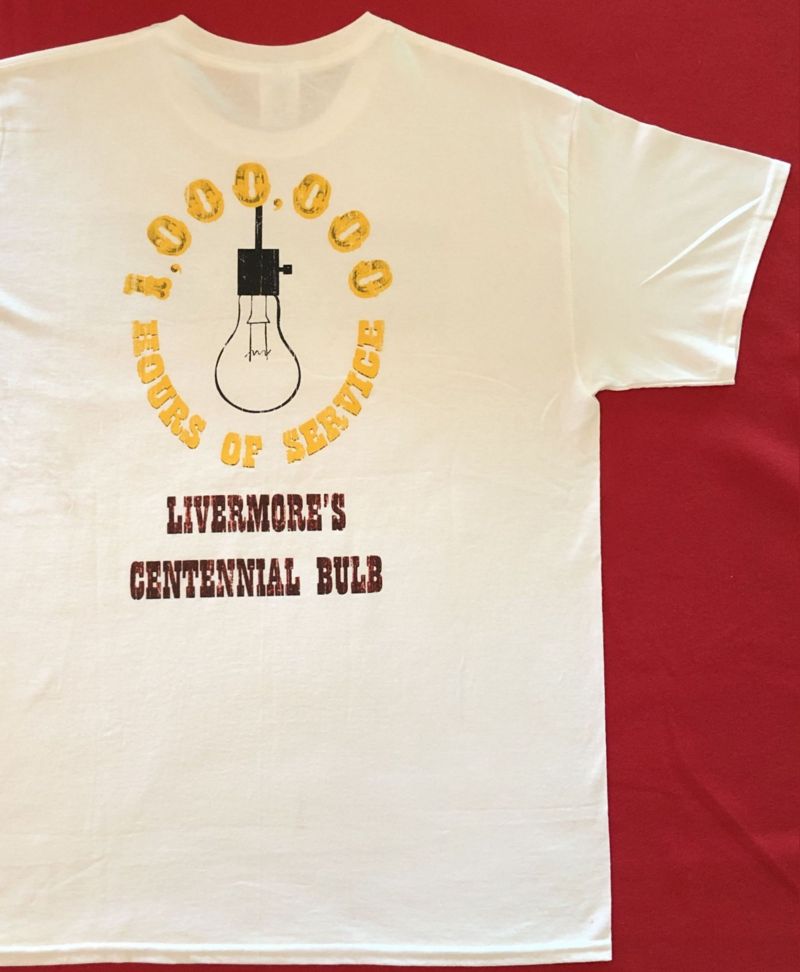 1,000,000
HOURS OF SERVICE
LIVERMORE'S
CENTENNIAL BULB